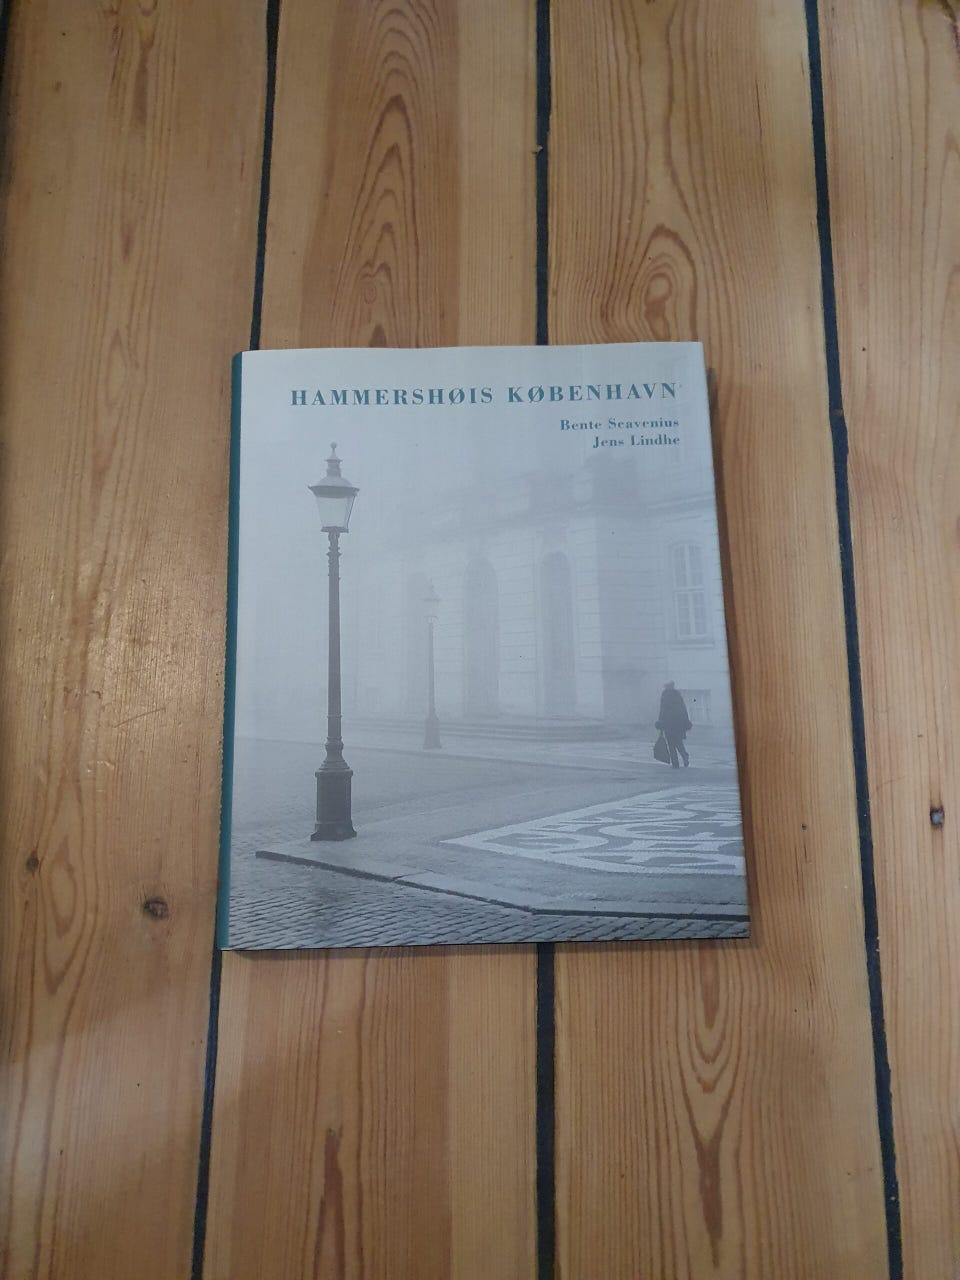 HAMMERSHØIS KØBENHAVN
Bente Scavenius
Jens Lindhe